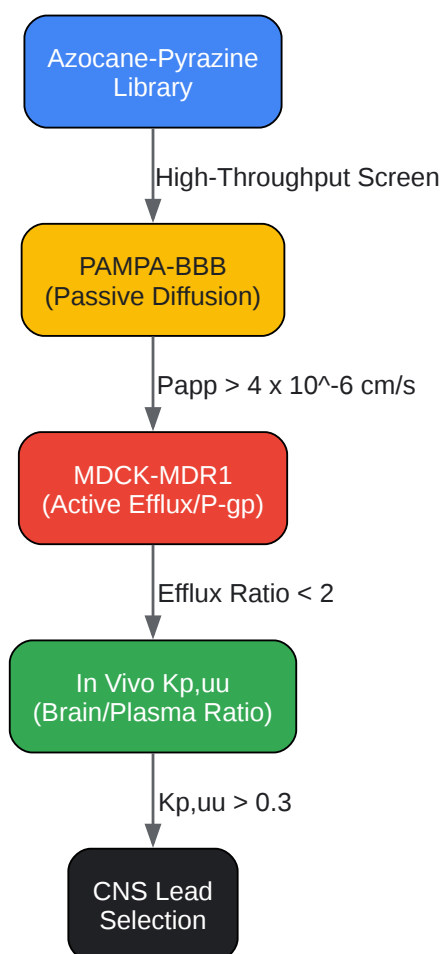 Azocane-Pyrazine
Library
High-Throughput Screen
PAMPA-BBB
(Passive Diffusion)
Papp > 4 x 10^-6 cm/s
MDCK-MDR1
(Active Efflux/P-gp)
Efflux Ratio < 2
In Vivo Kp,uu
(Brain/Plasma Ratio)
Kp,uu > 0.3
CNS Lead
Selection